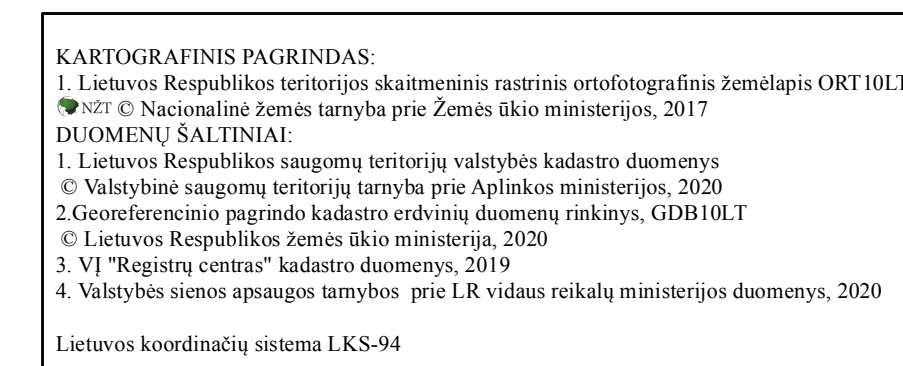 KARTOGRAFINIS PAGRINDAS:
1. Lietuvos Respublikos teritorijos skaitmeninis rastrinis ortofotografinis žemėlapis ORT10LT
NŽT © Nacionalinė žemės tarnyba prie Žemės ūkio ministerijos, 2017
DUOMENŲ ŠALTINIAI:
1. Lietuvos Respublikos saugomų teritorijų valstybės kadastro duomenys
© Valstybinė saugomų teritorijų tarnyba prie Aplinkos ministerijos, 2020
2.Georeferencinio pagrindo kadastro erdvinių duomenų rinkinys, GDB10LT
© Lietuvos Respublikos žemės ūkio ministerija, 2020
3. VĮ "Registrų centras" kadastro duomenys, 2019
4. Valstybės sienos apsaugos tarnybos prie LR vidaus reikalų ministerijos duomenys, 2020
Lietuvos koordinačių sistema LKS-94